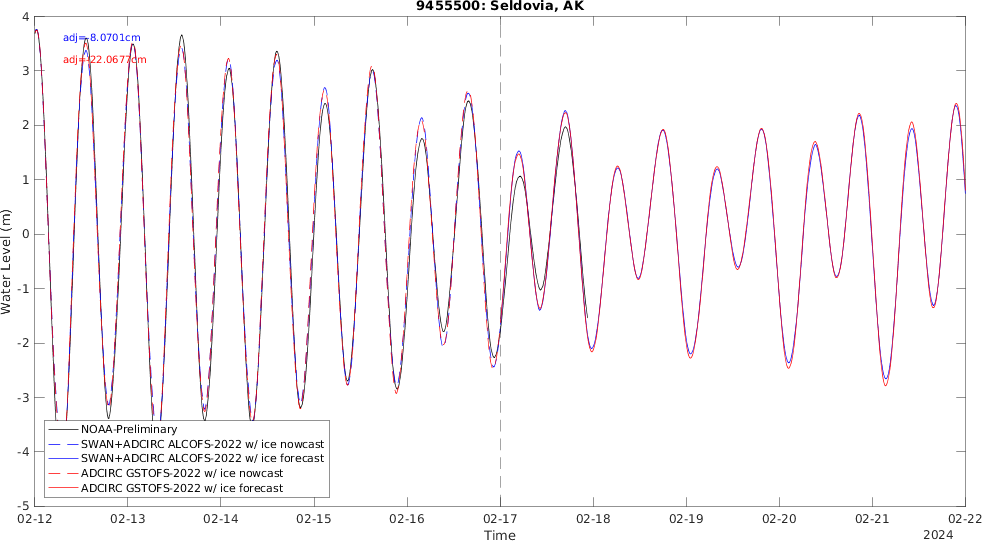 9455500: Seldovia, AK
adj=-8.0701cm
adj=-22.0677cm
Water Level (m)
4
3
2
1
0
-1
-2
-3
-4
-5
NOAA-Preliminary
SWAN+ADCIRC ALCOFS-2022 w/ ice nowcast
SWAN+ADCIRC ALCOFS-2022 w/ ice forecast
ADCIRC GSTOFS-2022 w/ ice nowcast
ADCIRC GSTOFS-2022 w/ ice forecast
02-12 02-13 02-14 02-15 02-16 02-17 02-18 02-19 02-20 02-21 02-22
Time
2024